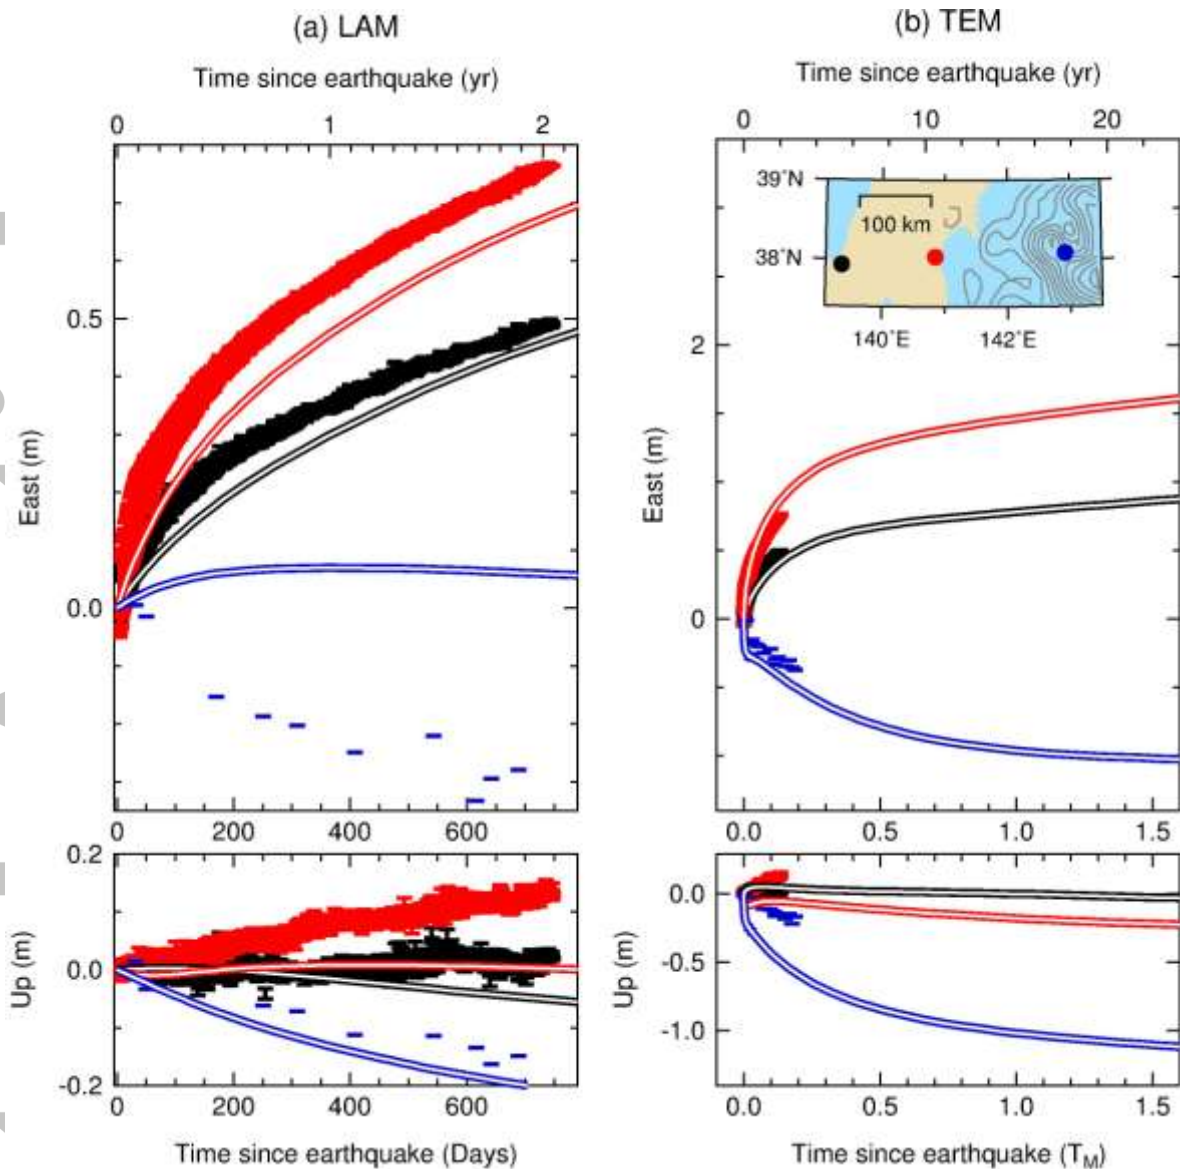 (a) LAM
(b) TEM
Time since earthquake (yr)
Time since earthquake (yr)
0 1 2
0 10 20
39˚N
100 km
38˚N
140˚E 142˚E
0.5
0.0
East (m)
2
0
East (m)
0 200 400 600
0.0 0.5 1.0 1.5
0.2
0.0
-0.2
Up (m)
0.0
-0.5
-1.0
Up (m)
0 200 400 600
0.0 0.5 1.0 1.5
Time since earthquake (Days)
Time since earthquake (T_M)